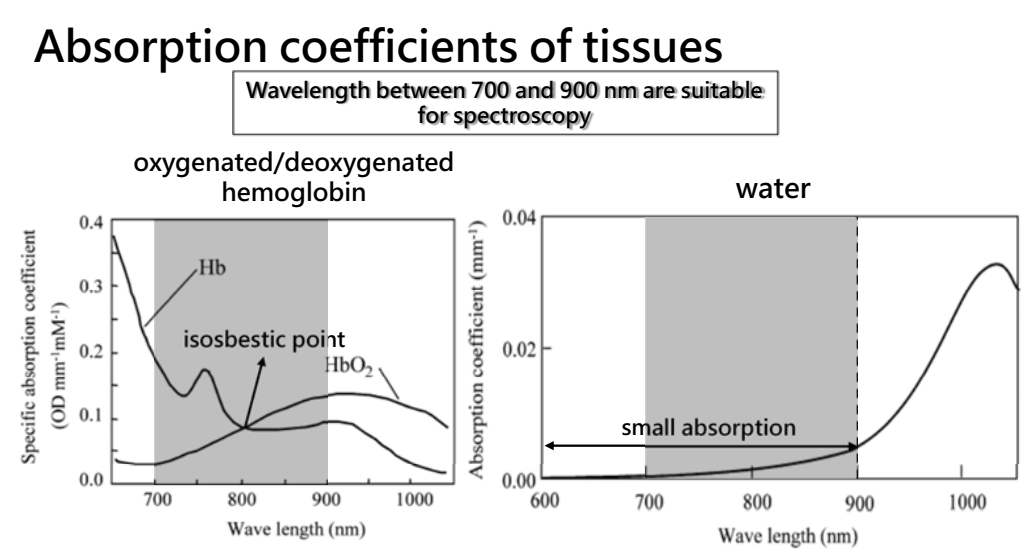 Absorption coefficients of tissues
Wavelength between 700 and 900 nm are suitable
for spectroscopy
oxygenated/deoxygenated
hemoglobin
Specific absorption coefficient
(OD mm⁻¹mM⁻¹)
0.4
0.3
0.2
0.1
0.0
Hb
isosbestic point
HbO₂
700
800
900
1000
Wave length (nm)
water
Absorption coefficient (mm⁻¹)
0.04
0.02
0.00
small absorption
600
700
800
900
1000
Wave length (nm)